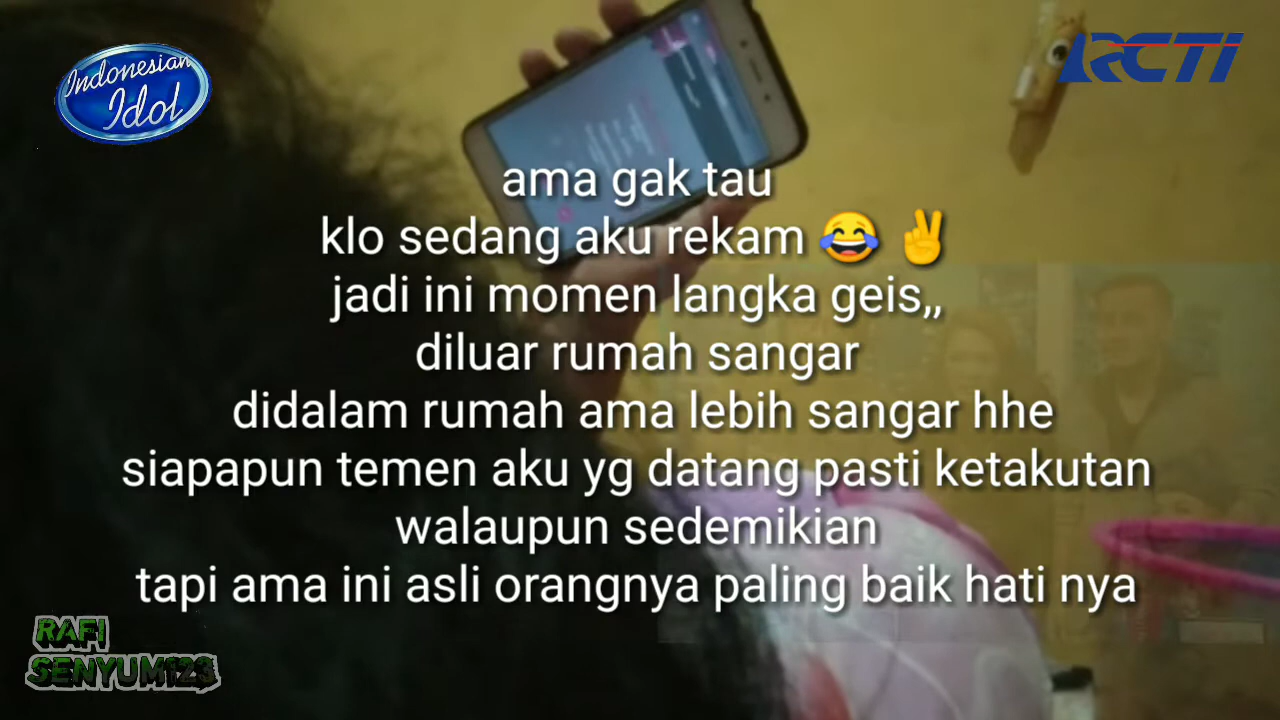 Indonesian
Idol
RCTI
ama gak tau
klo sedang aku rekam 😂 ✌
jadi ini momen langka geis,,
diluar rumah sangar
didalam rumah ama lebih sangar hhe
siapapun temen aku yg datang pasti ketakutan
walaupun sedemikian
tapi ama ini asli orangnya paling baik hati nya
RAFI
SENYUM123